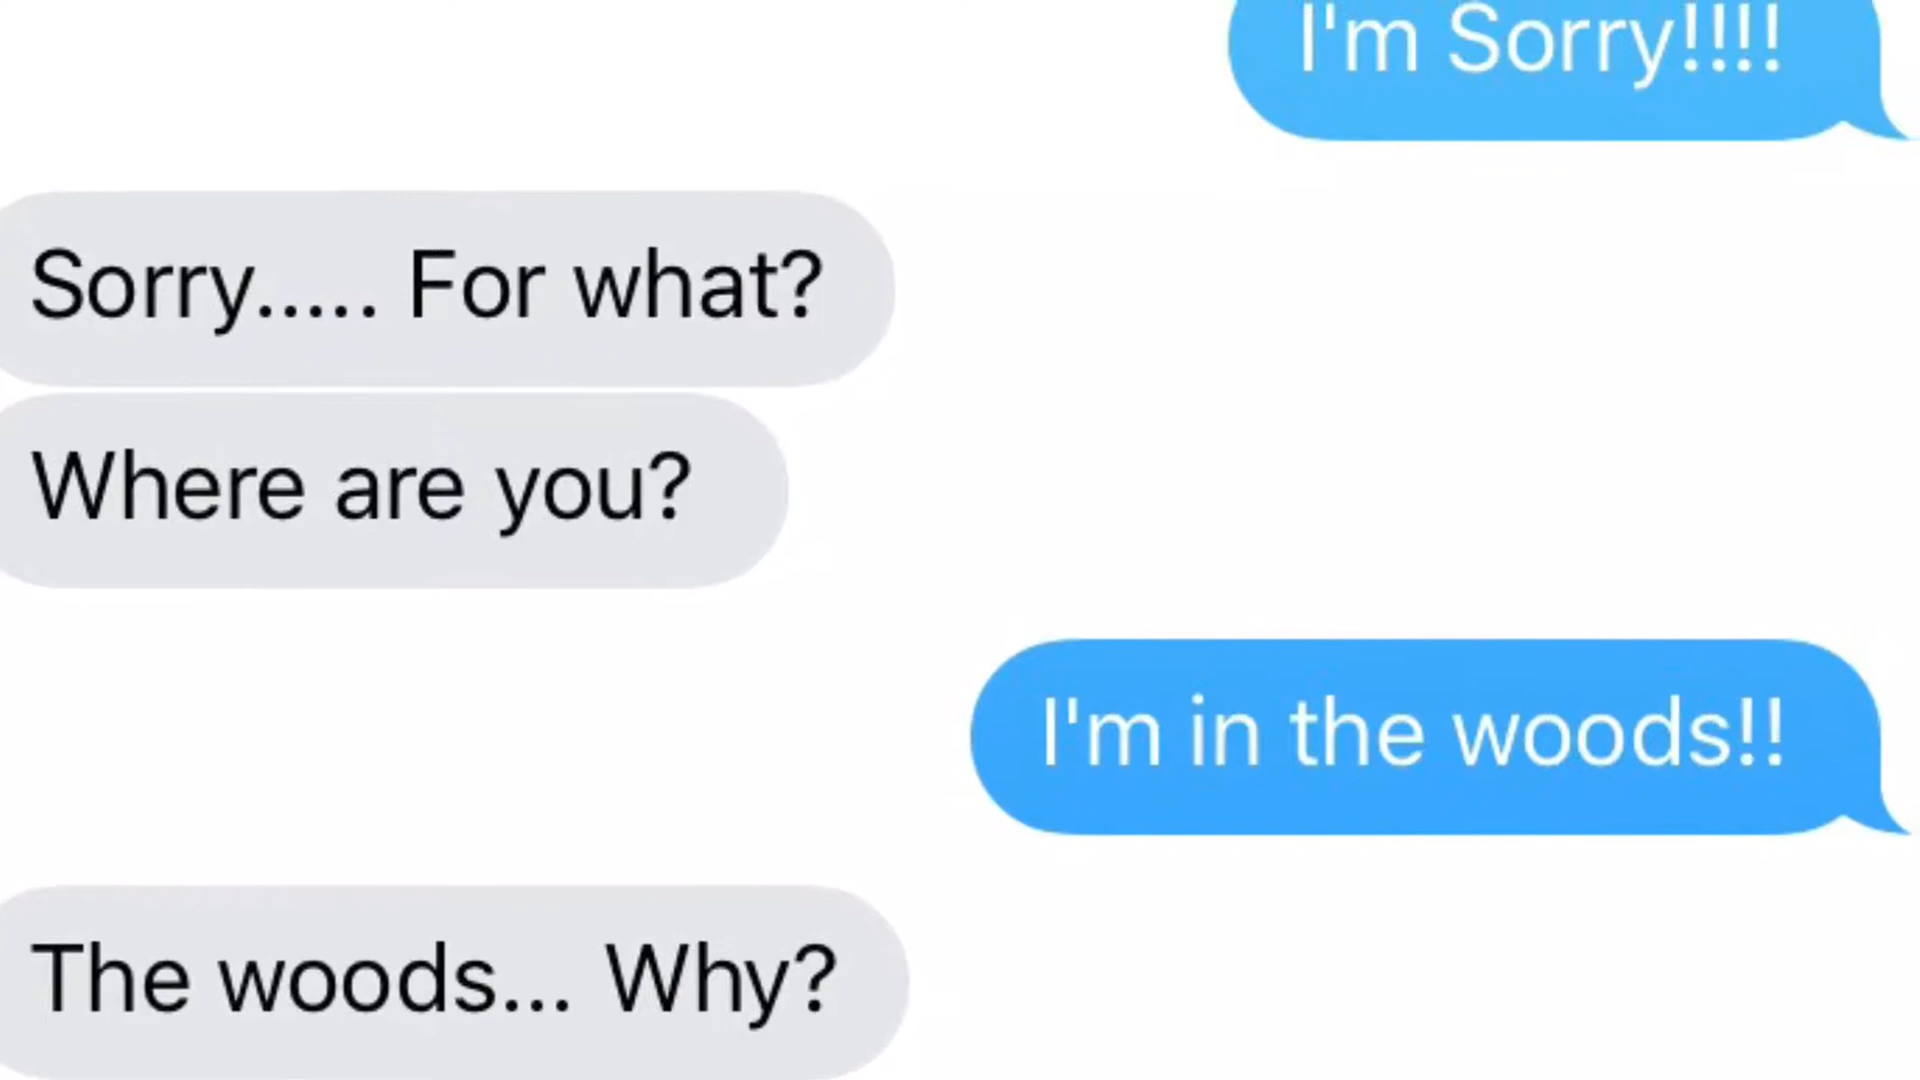 I'm Sorry!!!!
Sorry..... For what?
Where are you?
I'm in the woods!!
The woods... Why?